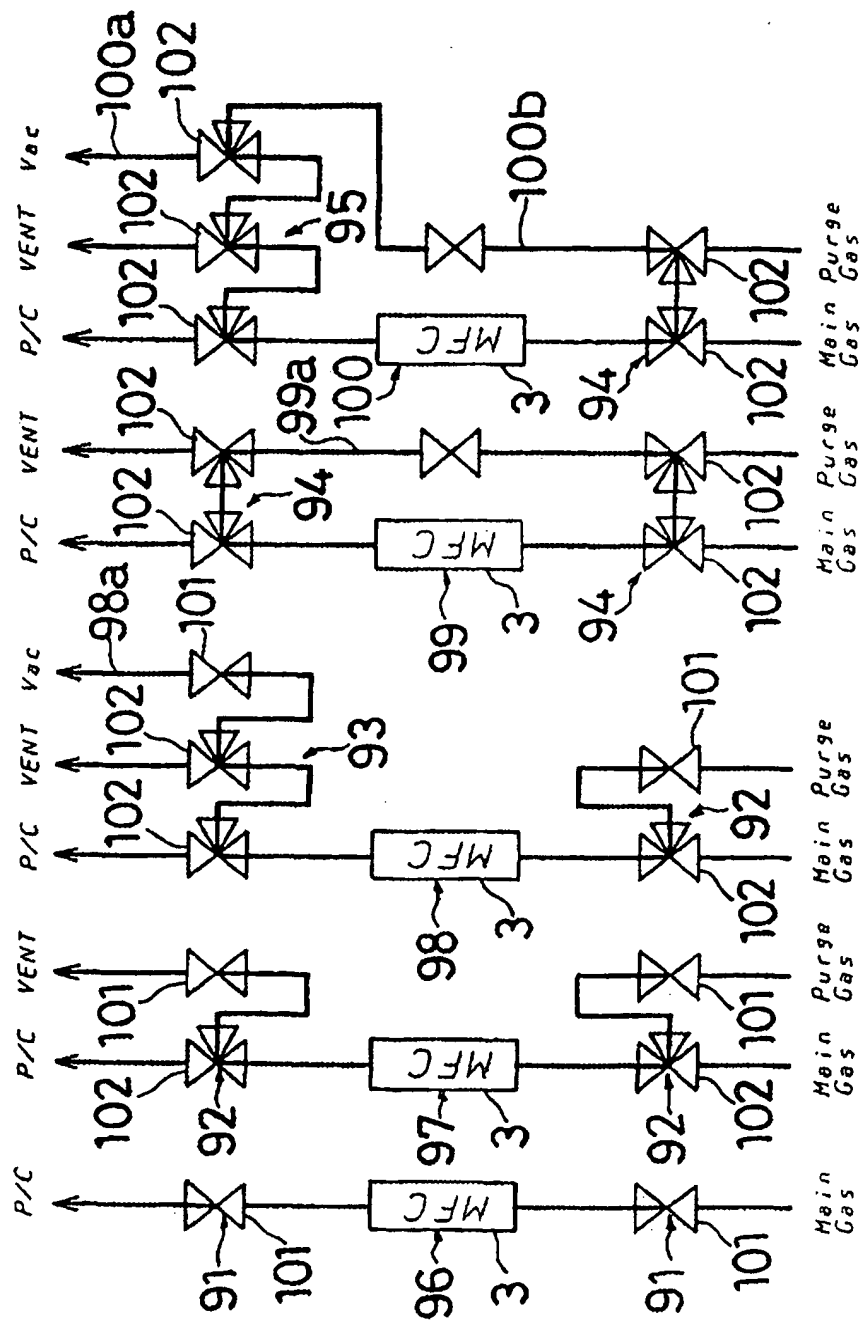 91
96
91
P/C
Main
Gas
101
3
MFC
101
102
92
97
92
P/C
Main
Gas
102
3
MFC
101
VENT
Purge
Gas
101
98
102
P/C
Main
Gas
102
3
MFC
92
93
102
VENT
Purge
Gas
101
Vac
98a
101
94
99
102
P/C
Main
Gas
102
3
MFC
94
102
VENT
Purge
Gas
102
99a
94
100
102
P/C
Main
Gas
102
3
MFC
95
102
VENT
Purge
Gas
102
100b
Vac
100a
102